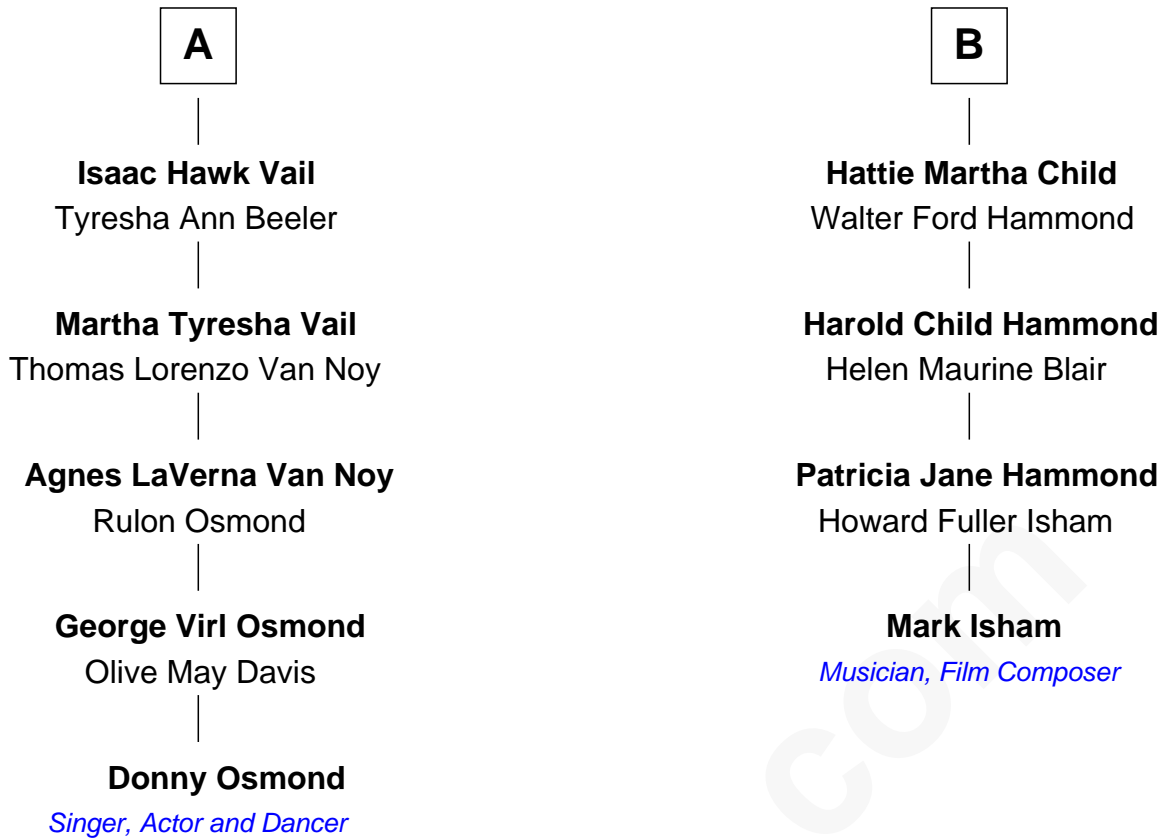 A
Isaac Hawk Vail
Tyresha Ann Beeler
Martha Tyresha Vail
Thomas Lorenzo Van Noy
Agnes LaVerna Van Noy
Rulon Osmond
George Virl Osmond
Olive May Davis
Donny Osmond
Singer, Actor and Dancer
B
Hattie Martha Child
Walter Ford Hammond
Harold Child Hammond
Helen Maurine Blair
Patricia Jane Hammond
Howard Fuller Isham
Mark Isham
Musician, Film Composer
com